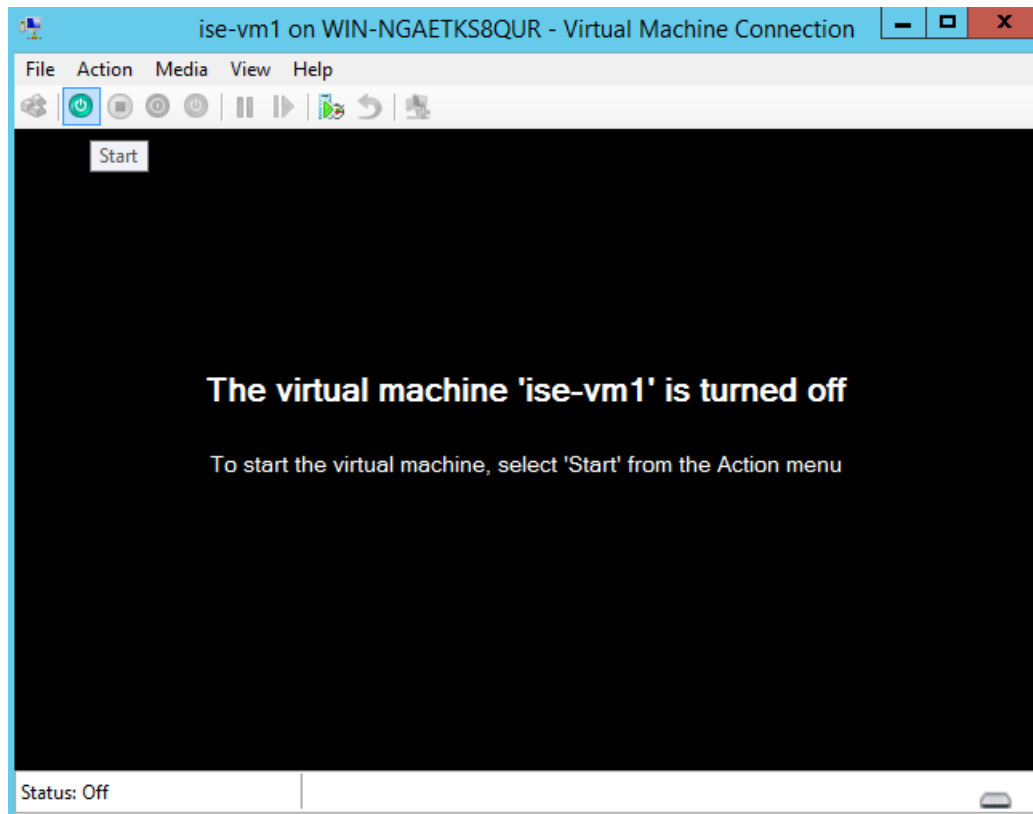 ise-vm1 on WIN-NGAETKS8QUR - Virtual Machine Connection
File Action Media View Help
Start
The virtual machine 'ise-vm1' is turned off
To start the virtual machine, select 'Start' from the Action menu
Status: Off